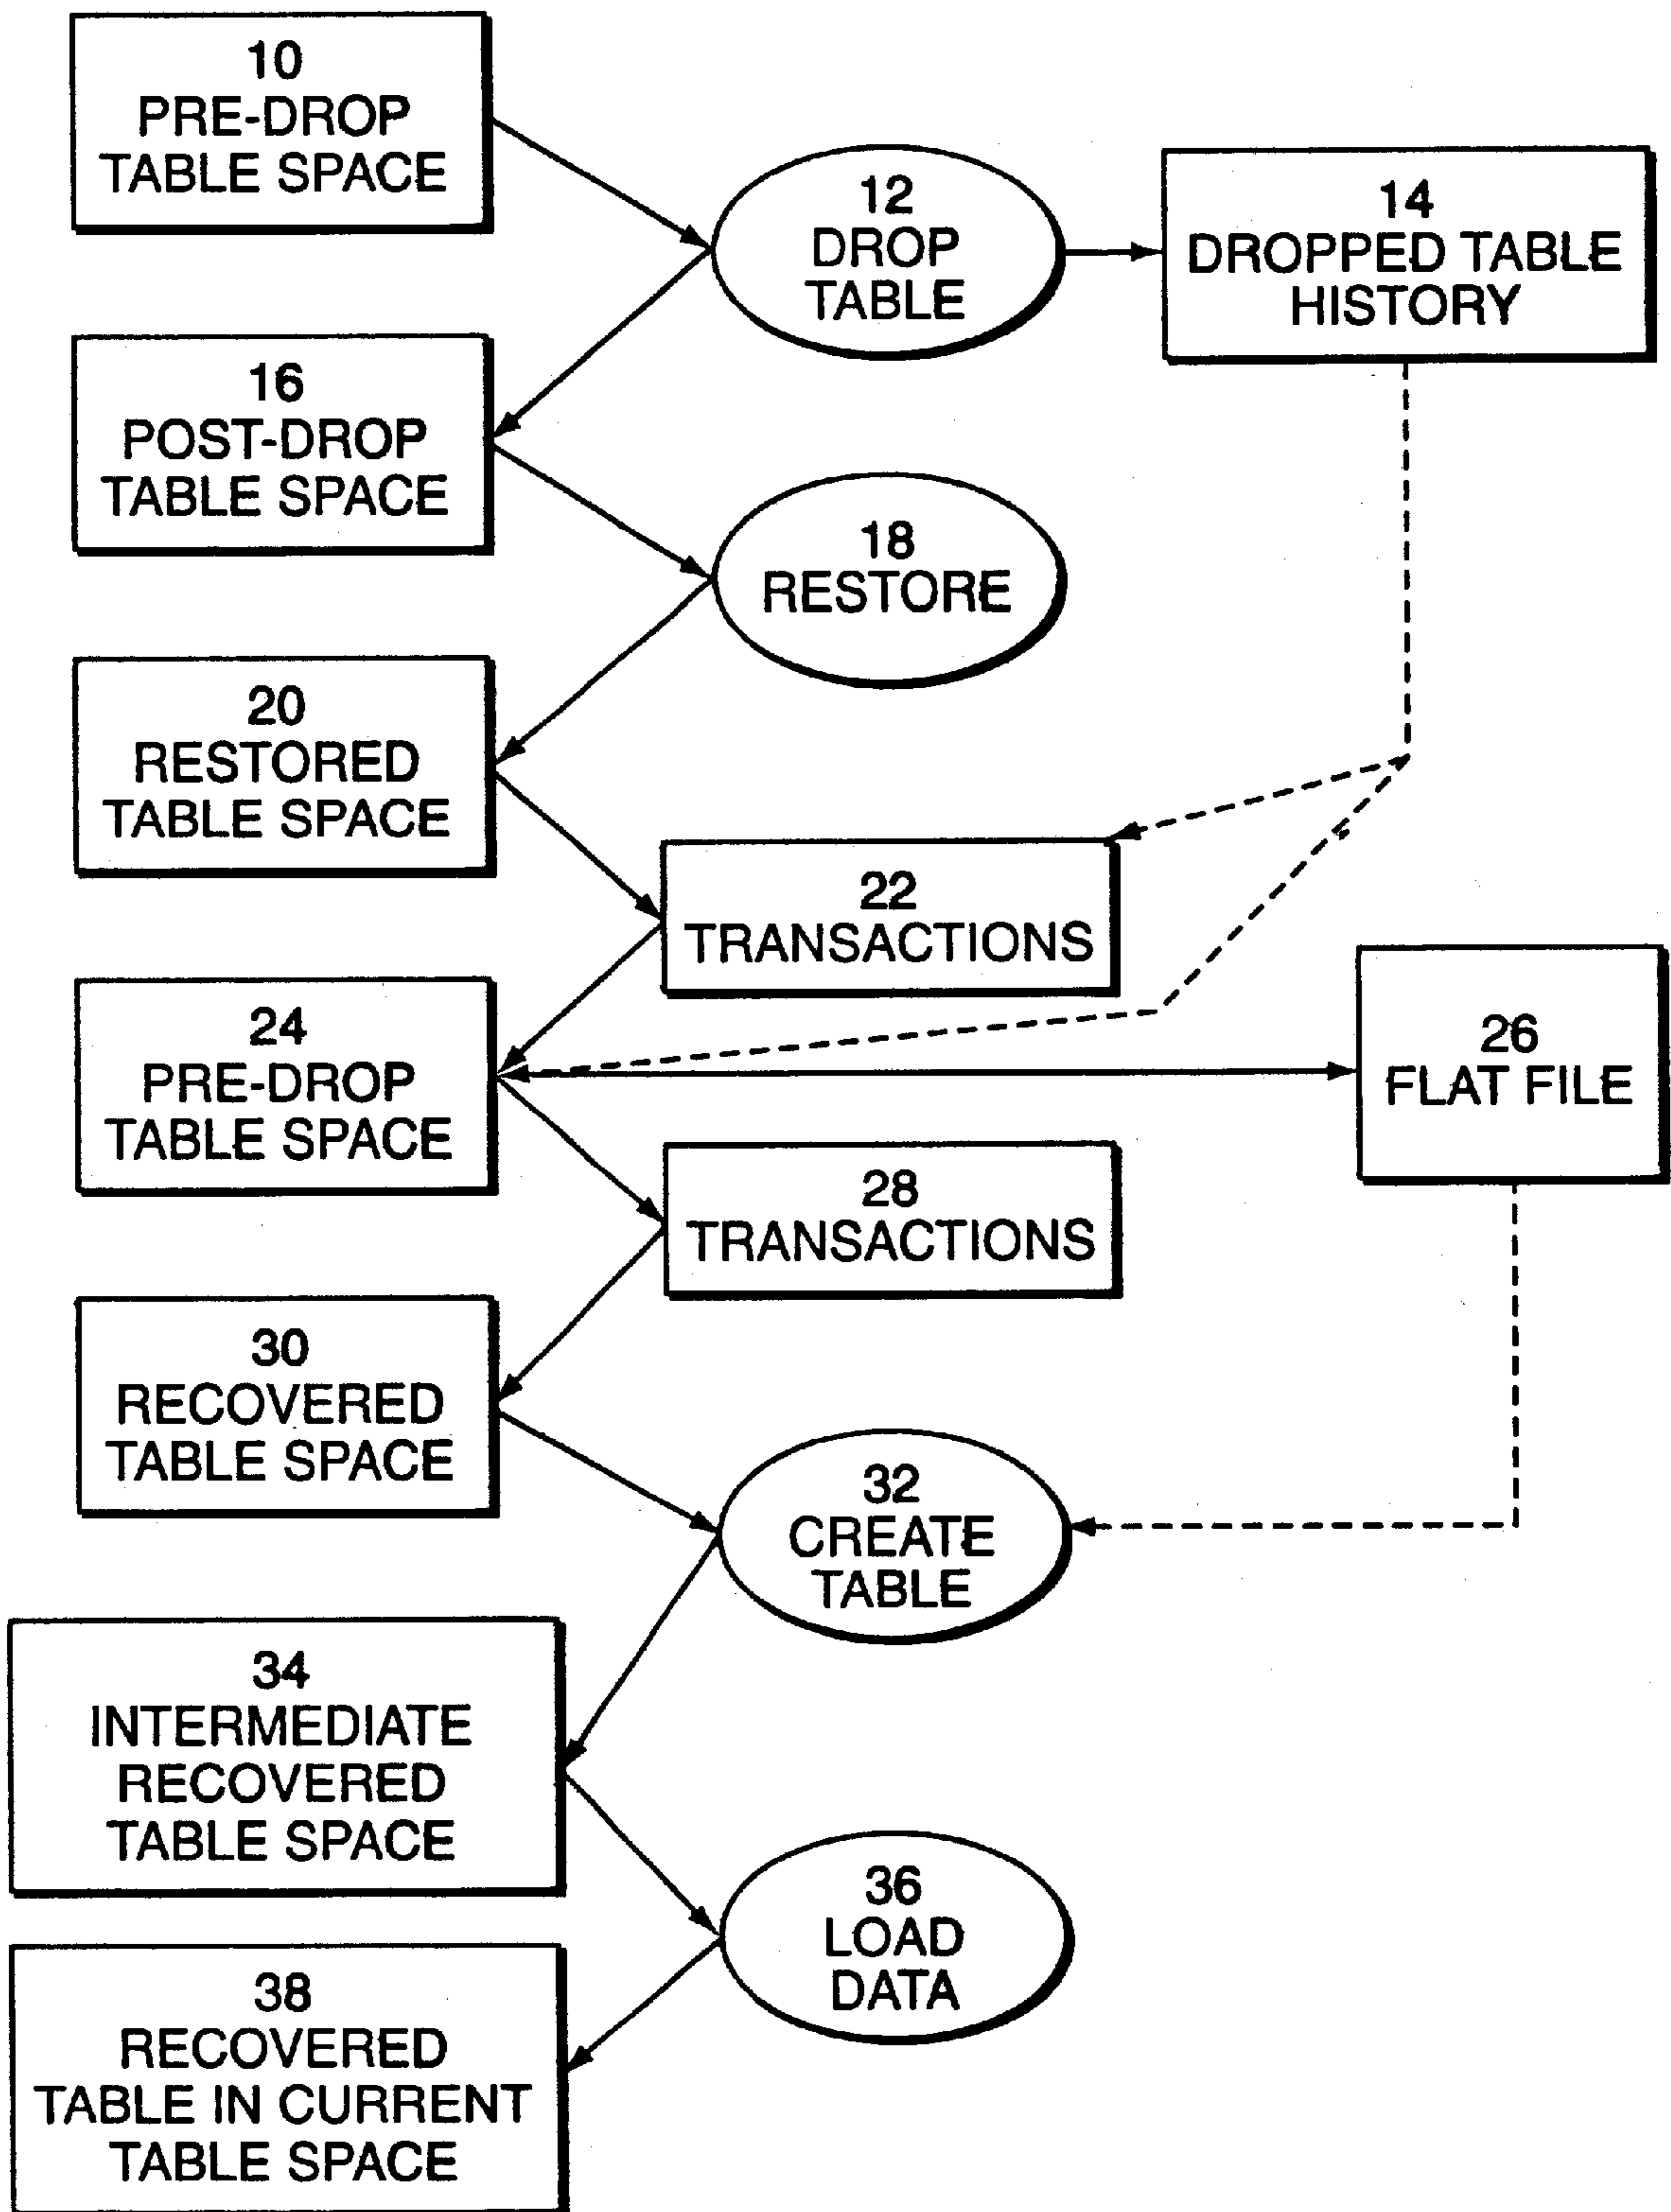 10
PRE-DROP
TABLE SPACE
12
DROP
TABLE
14
DROPPED TABLE
HISTORY
16
POST-DROP
TABLE SPACE
18
RESTORE
20
RESTORED
TABLE SPACE
22
TRANSACTIONS
24
PRE-DROP
TABLE SPACE
26
FLAT FILE
28
TRANSACTIONS
30
RECOVERED
TABLE SPACE
32
CREATE
TABLE
34
INTERMEDIATE
RECOVERED
TABLE SPACE
36
LOAD
DATA
38
RECOVERED
TABLE IN CURRENT
TABLE SPACE